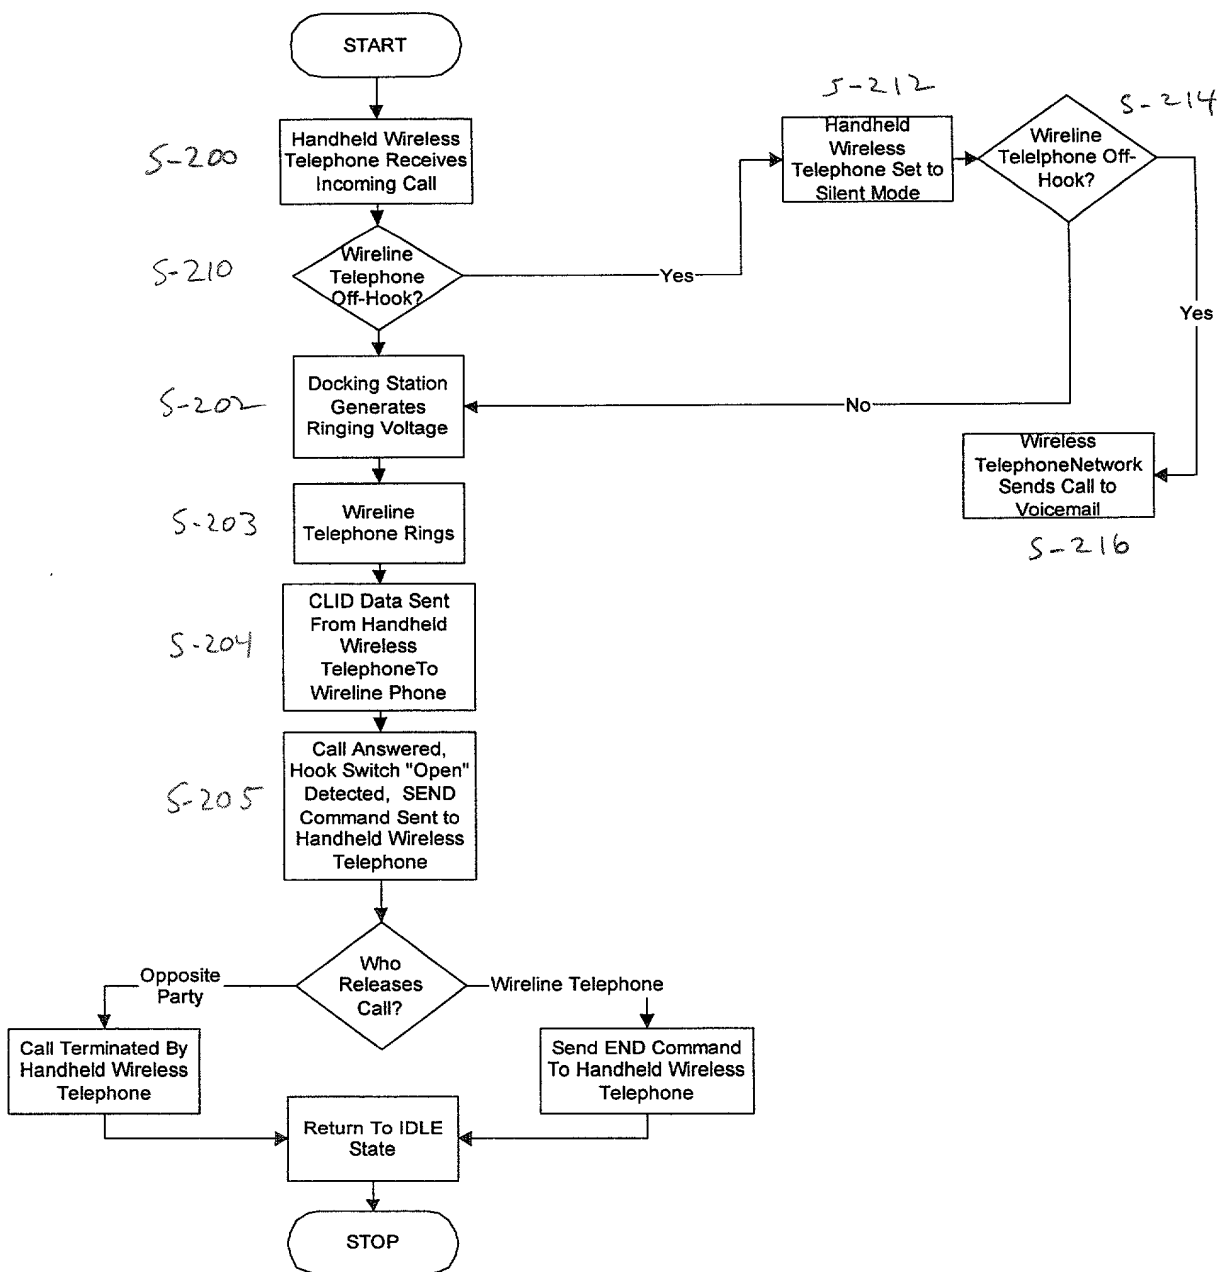 START
S-200
Handheld Wireless
Telephone Receives
Incoming Call
S-210
Wireline
Telephone
Off-Hook?
Yes
S-212
Handheld
Wireless
Telephone Set to
Silent Mode
S-214
Wireline
Telelphone Off-
Hook?
Yes
No
S-202
Docking Station
Generates
Ringing Voltage
Wireless
TelephoneNetwork
Sends Call to
Voicemail
S-216
S-203
Wireline
Telephone Rings
S-204
CLID Data Sent
From Handheld
Wireless
TelephoneTo
Wireline Phone
S-205
Call Answered,
Hook Switch "Open"
Detected, SEND
Command Sent to
Handheld Wireless
Telephone
Who
Releases
Call?
Opposite
Party
Wireline Telephone
Call Terminated By
Handheld Wireless
Telephone
Send END Command
To Handheld Wireless
Telephone
Return To IDLE
State
STOP